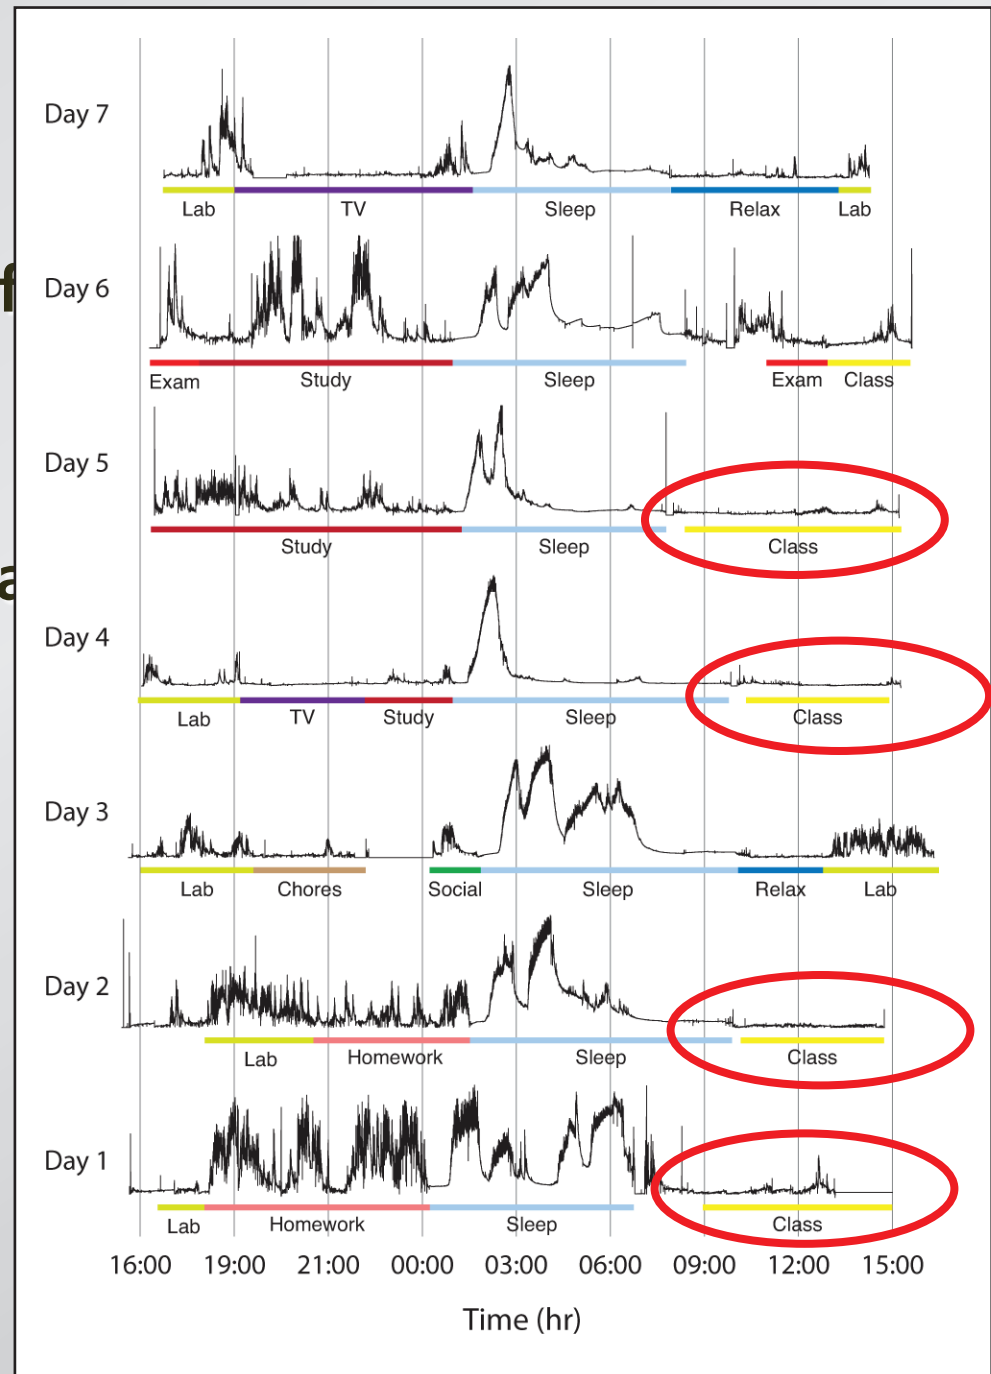 Day 7
Lab TV Sleep Relax Lab
f
Day 6
Exam Study Sleep Exam Class
Day 5
Study Sleep Class
a
Day 4
Lab TV Study Sleep Class
Day 3
Lab Chores Social Sleep Relax Lab
Day 2
Lab Homework Sleep Class
Day 1
Lab Homework Sleep Class
16:00 19:00 21:00 00:00 03:00 06:00 09:00 12:00 15:00
Time (hr)